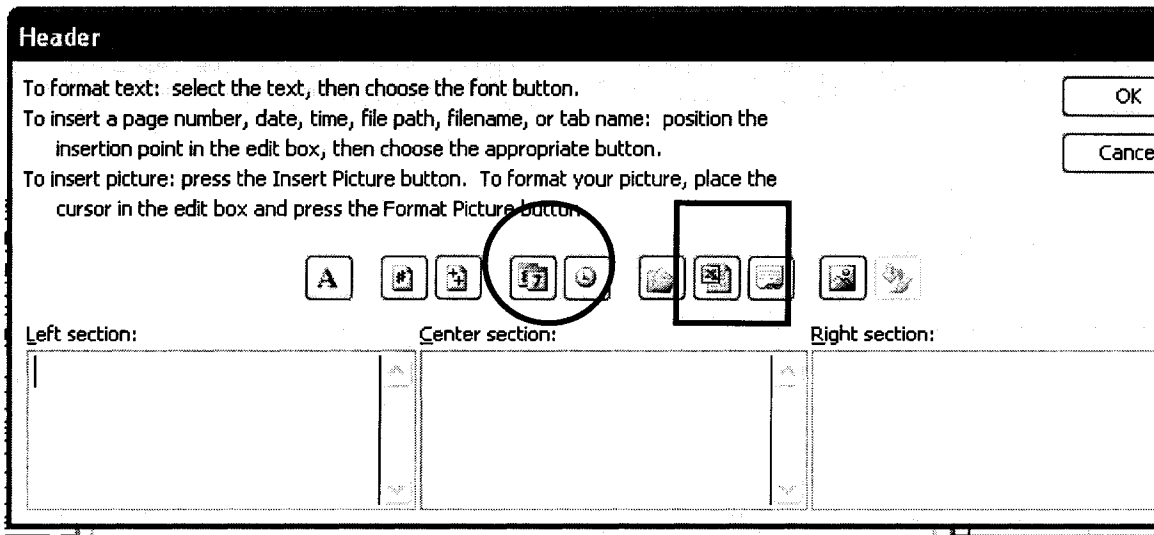 Header
To format text: select the text, then choose the font button.
To insert a page number, date, time, file path, filename, or tab name: position the
insertion point in the edit box, then choose the appropriate button.
To insert picture: press the Insert Picture button. To format your picture, place the
cursor in the edit box and press the Format Picture button.
OK
Cance
A
Left section:
Center section:
Right section: